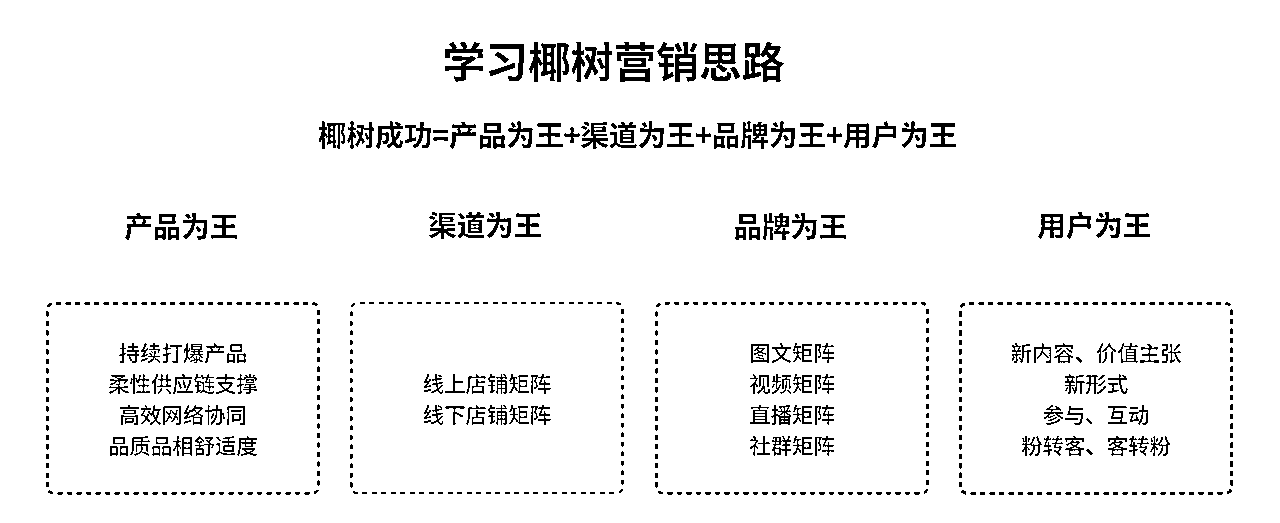 学习椰树营销思路
椰树成功=产品为王+渠道为王+品牌为王+用户为王
产品为王
持续打爆产品
柔性供应链支撑
高效网络协同
品质品相舒适度
渠道为王
线上店铺矩阵
线下店铺矩阵
品牌为王
图文矩阵
视频矩阵
直播矩阵
社群矩阵
用户为王
新内容、价值主张
新形式
参与、互动
粉转客、客转粉